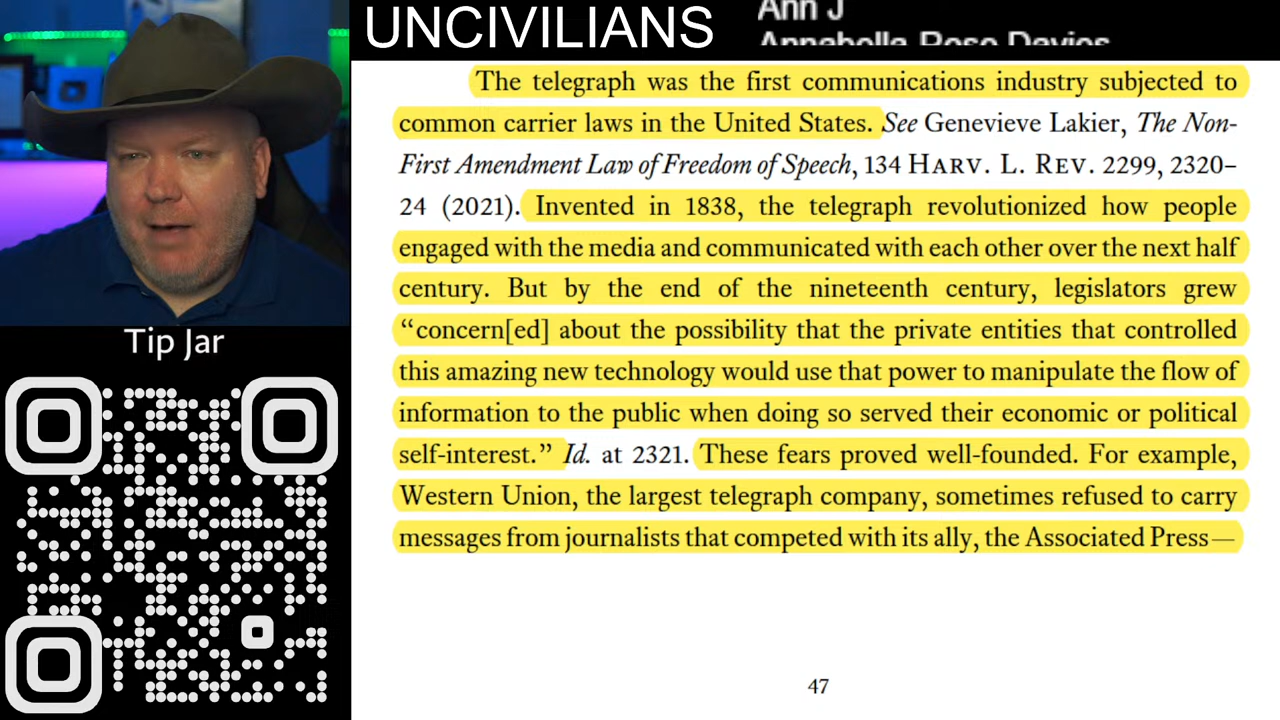 UNCIVILIANS
Ann J
Annabella Rose Davies
Tip Jar
The telegraph was the first communications industry subjected to
common carrier laws in the United States. See Genevieve Lakier, The Non-
First Amendment Law of Freedom of Speech, 134 HARV. L. REV. 2299, 2320–
24 (2021). Invented in 1838, the telegraph revolutionized how people
engaged with the media and communicated with each other over the next half
century. But by the end of the nineteenth century, legislators grew
“concern[ed] about the possibility that the private entities that controlled
this amazing new technology would use that power to manipulate the flow of
information to the public when doing so served their economic or political
self-interest.” Id. at 2321. These fears proved well-founded. For example,
Western Union, the largest telegraph company, sometimes refused to carry
messages from journalists that competed with its ally, the Associated Press—
47